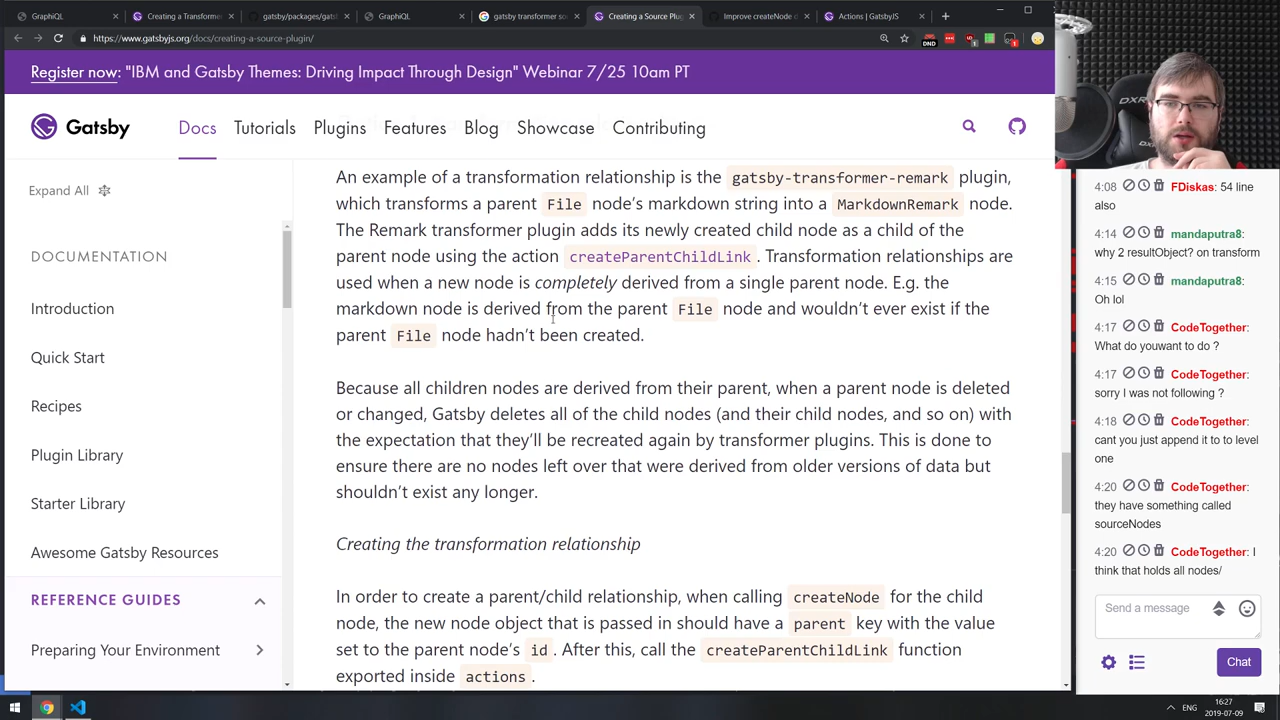 GraphiQL
Creating a Transformer
gatsby/packages/gats
GraphiQL
gatsby transformer so
Creating a Source Plug
Improve createNode d
Actions | GatsbyJS
https://www.gatsbyjs.org/docs/creating-a-source-plugin/
DND
Register now: "IBM and Gatsby Themes: Driving Impact Through Design" Webinar 7/25 10am PT
Gatsby
Docs
Tutorials
Plugins
Features
Blog
Showcase
Contributing
Expand All
DOCUMENTATION
Introduction
Quick Start
Recipes
Plugin Library
Starter Library
Awesome Gatsby Resources
REFERENCE GUIDES
Preparing Your Environment
An example of a transformation relationship is the gatsby-transformer-remark plugin,
which transforms a parent File node’s markdown string into a MarkdownRemark node.
The Remark transformer plugin adds its newly created child node as a child of the
parent node using the action createParentChildLink. Transformation relationships are
used when a new node is completely derived from a single parent node. E.g. the
markdown node is derived from the parent File node and wouldn’t ever exist if the
parent File node hadn’t been created.
Because all children nodes are derived from their parent, when a parent node is deleted
or changed, Gatsby deletes all of the child nodes (and their child nodes, and so on) with
the expectation that they’ll be recreated again by transformer plugins. This is done to
ensure there are no nodes left over that were derived from older versions of data but
shouldn’t exist any longer.
Creating the transformation relationship
In order to create a parent/child relationship, when calling createNode for the child
node, the new node object that is passed in should have a parent key with the value
set to the parent node’s id. After this, call the createParentChildLink function
exported inside actions.
DXR
4:08 FDiskas: 54 line
also
4:14 mandaputra8:
why 2 resultObject? on transform
4:15 mandaputra8:
Oh lol
4:17 CodeTogether:
What do youwant to do ?
4:17 CodeTogether:
sorry I was not following ?
4:18 CodeTogether:
cant you just append it to to level
one
4:20 CodeTogether:
they have something called
sourceNodes
4:20 CodeTogether: I
think that holds all nodes/
Send a message
Chat
ENG
16:27
2019-07-09